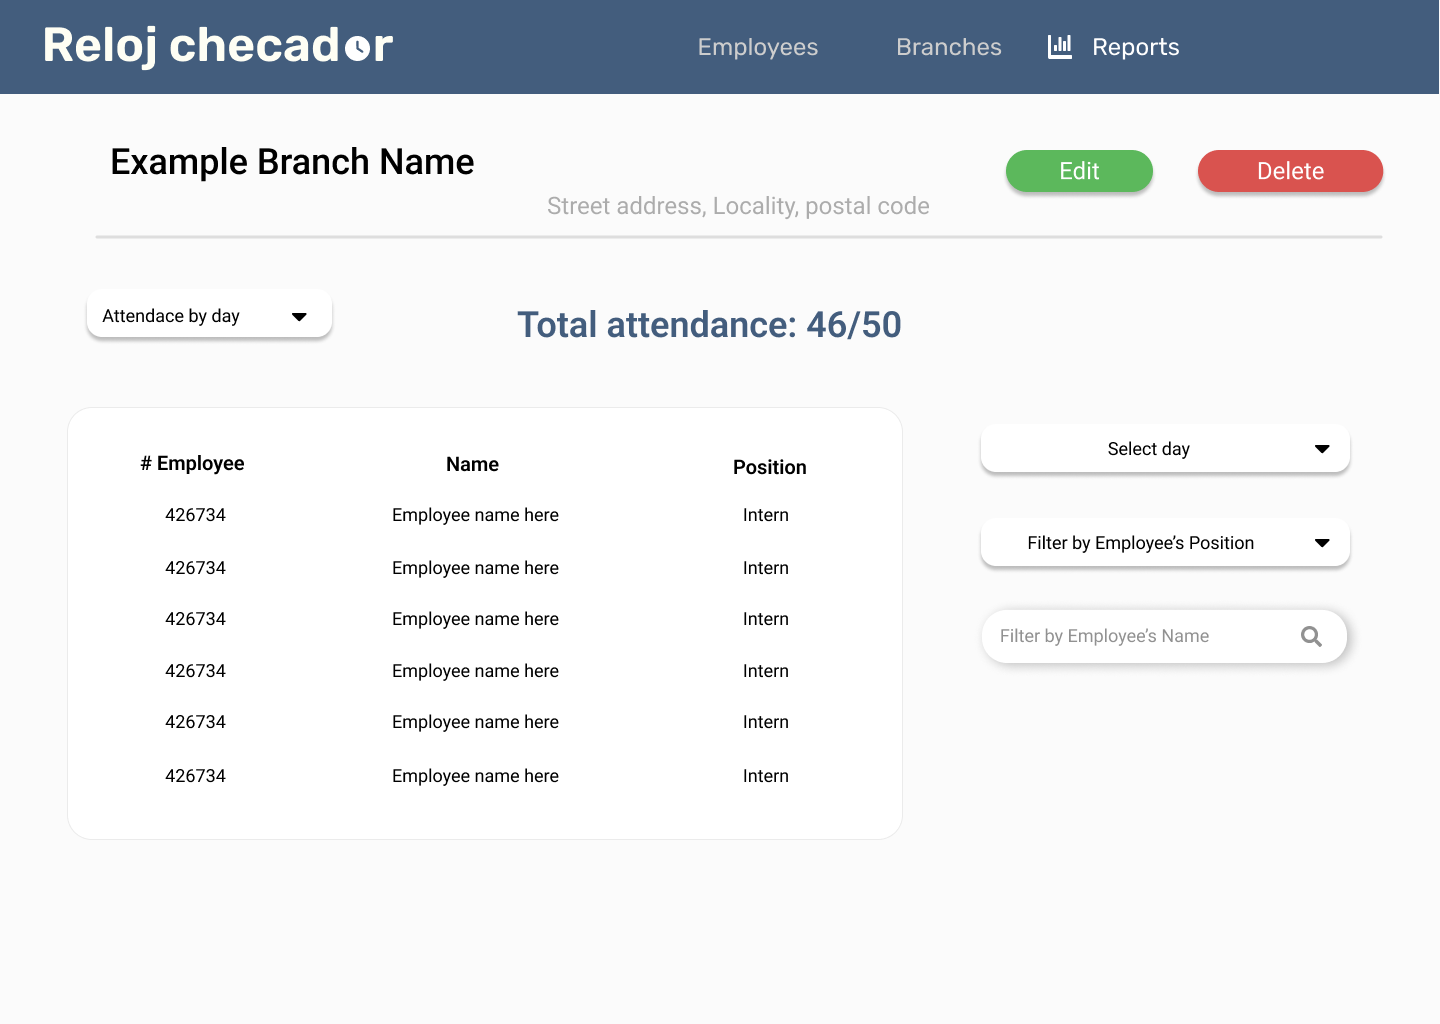 Reloj checador
Employees Branches Reports
Example Branch Name
Edit Delete
Street address, Locality, postal code
Attendace by day
Total attendance: 46/50
# Employee Name Position
426734 Employee name here Intern
426734 Employee name here Intern
426734 Employee name here Intern
426734 Employee name here Intern
426734 Employee name here Intern
426734 Employee name here Intern
Select day
Filter by Employee’s Position
Filter by Employee’s Name